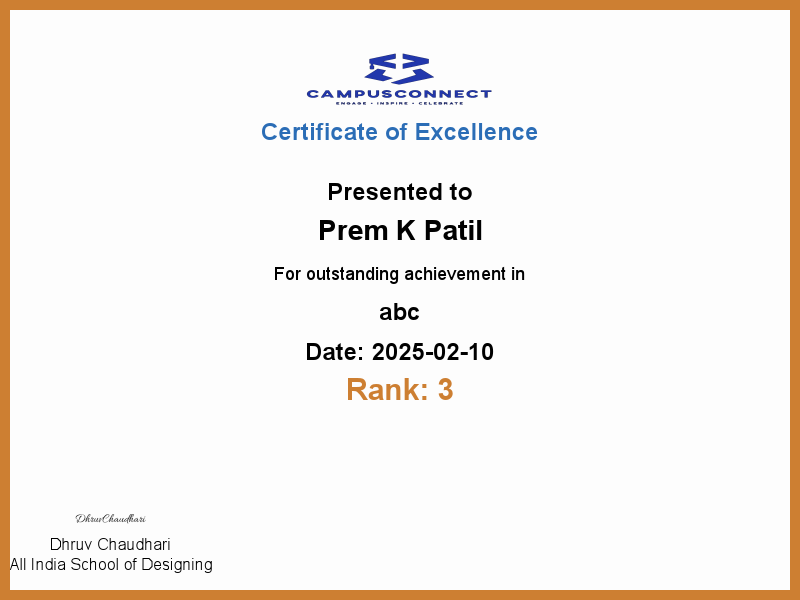 CAMPUSCONNECT
ENGAGE • INSPIRE • CELEBRATE
Certificate of Excellence
Presented to
Prem K Patil
For outstanding achievement in
abc
Date: 2025-02-10
Rank: 3
DhruvChaudhari
Dhruv Chaudhari
All India School of Designing